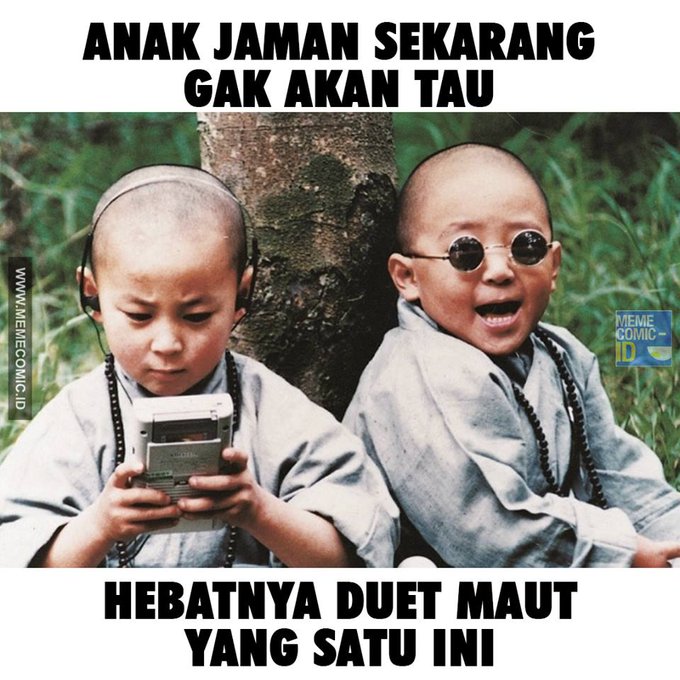 ANAK JAMAN SEKARANG
GAK AKAN TAU
WWW.MEMECOMIC.ID
MEME
COMIC-
ID
HEBATNYA DUET MAUT
YANG SATU INI